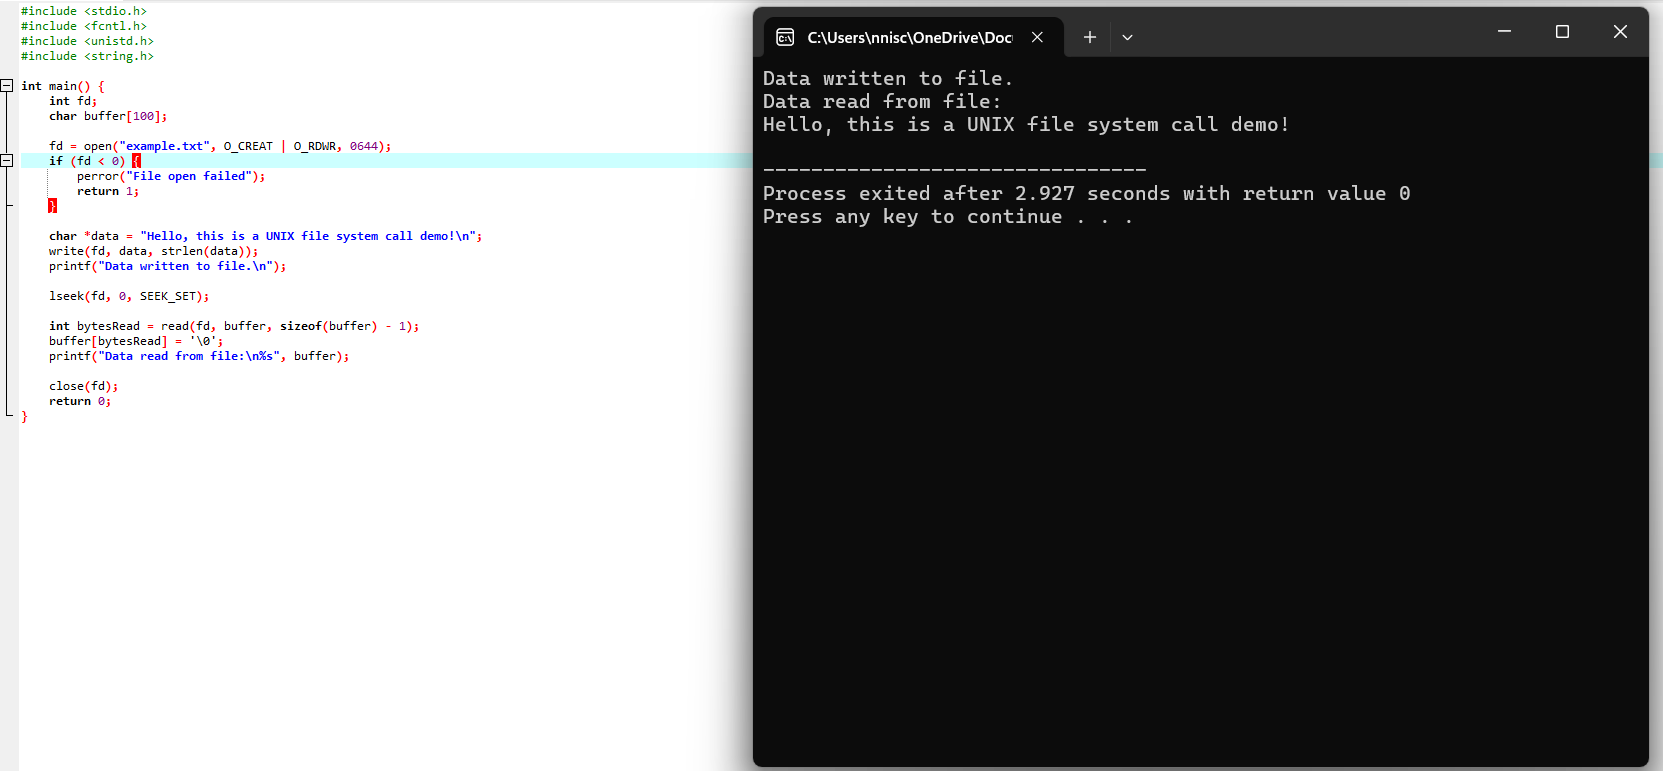 #include <stdio.h>
#include <fcntl.h>
#include <unistd.h>
#include <string.h>
int main() {
int fd;
char buffer[100];
fd = open("example.txt", O_CREAT | O_RDWR, 0644);
if (fd < 0) {
perror("File open failed");
return 1;
}
char *data = "Hello, this is a UNIX file system call demo!\n";
write(fd, data, strlen(data));
printf("Data written to file.\n");
lseek(fd, 0, SEEK_SET);
int bytesRead = read(fd, buffer, sizeof(buffer) - 1);
buffer[bytesRead] = '\0';
printf("Data read from file:\n%s", buffer);
close(fd);
return 0;
}
C:\Users\nnisc\OneDrive\Doc
Data written to file.
Data read from file:
Hello, this is a UNIX file system call demo!
--------------------------------
Process exited after 2.927 seconds with return value 0
Press any key to continue . . .